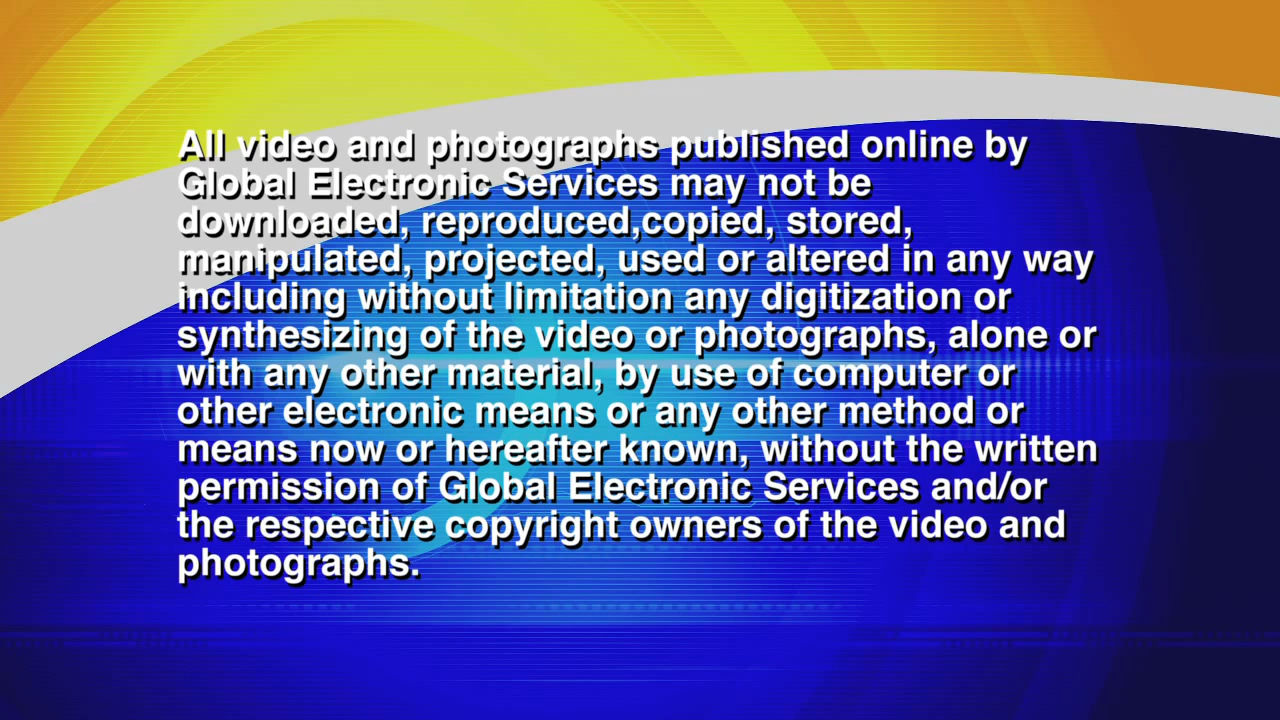 All video and photographs published online by
Global Electronic Services may not be
downloaded, reproduced,copied, stored,
manipulated, projected, used or altered in any way
including without limitation any digitization or
synthesizing of the video or photographs, alone or
with any other material, by use of computer or
other electronic means or any other method or
means now or hereafter known, without the written
permission of Global Electronic Services and/or
the respective copyright owners of the video and
photographs.